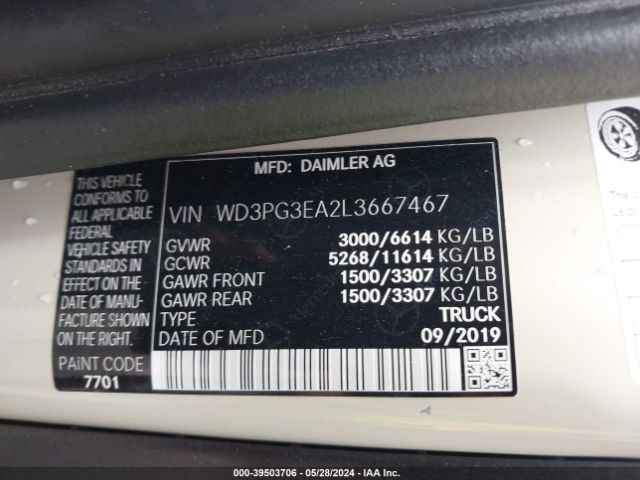 MFD: DAIMLER AG
THIS VEHICLE
COMPLIES WITH
ALL APPLICABLE
FEDERAL
VEHICLE SAFETY
STANDARDS IN
EFFECT ON THE
DATE OF MANU-
FACTURE SHOWN
ON THE RIGHT.
PAINT CODE
7701
VIN WD3PG3EA2L3667467
GVWR 3000/6614 KG/LB
GCWR 5268/11614 KG/LB
GAWR FRONT 1500/3307 KG/LB
GAWR REAR 1500/3307 KG/LB
TYPE TRUCK
DATE OF MFD 09/2019
000-39503706 - 05/28/2024 - IAA Inc.